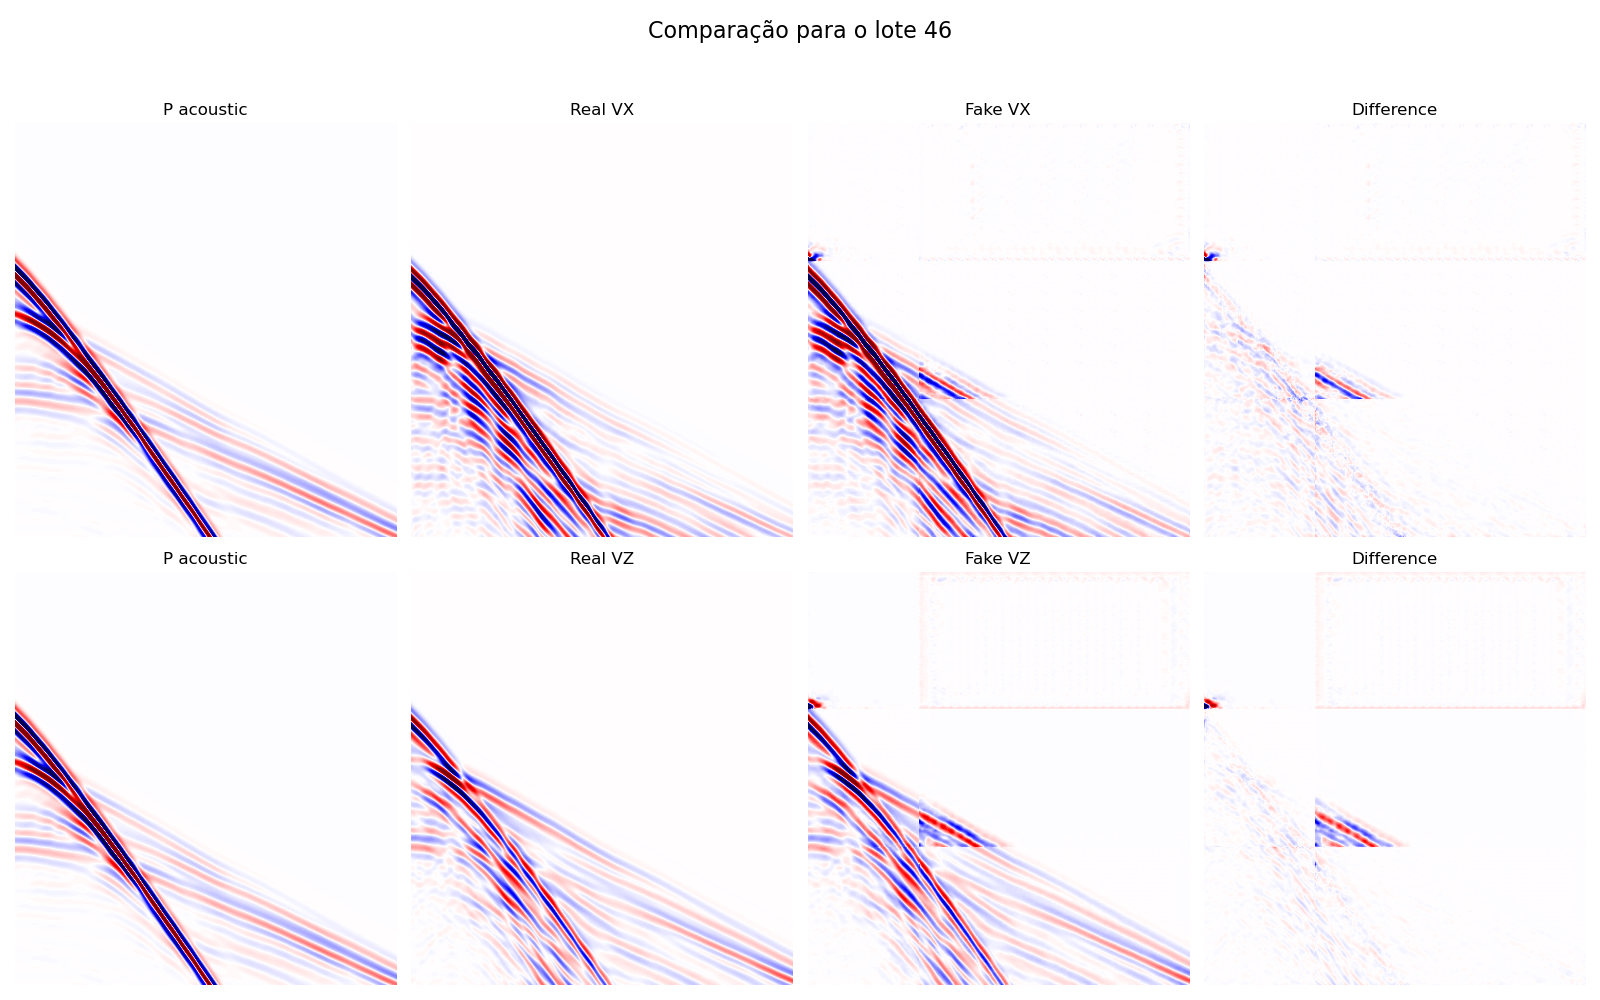 Comparação para o lote 46
P acoustic
Real VX
Fake VX
Difference
P acoustic
Real VZ
Fake VZ
Difference